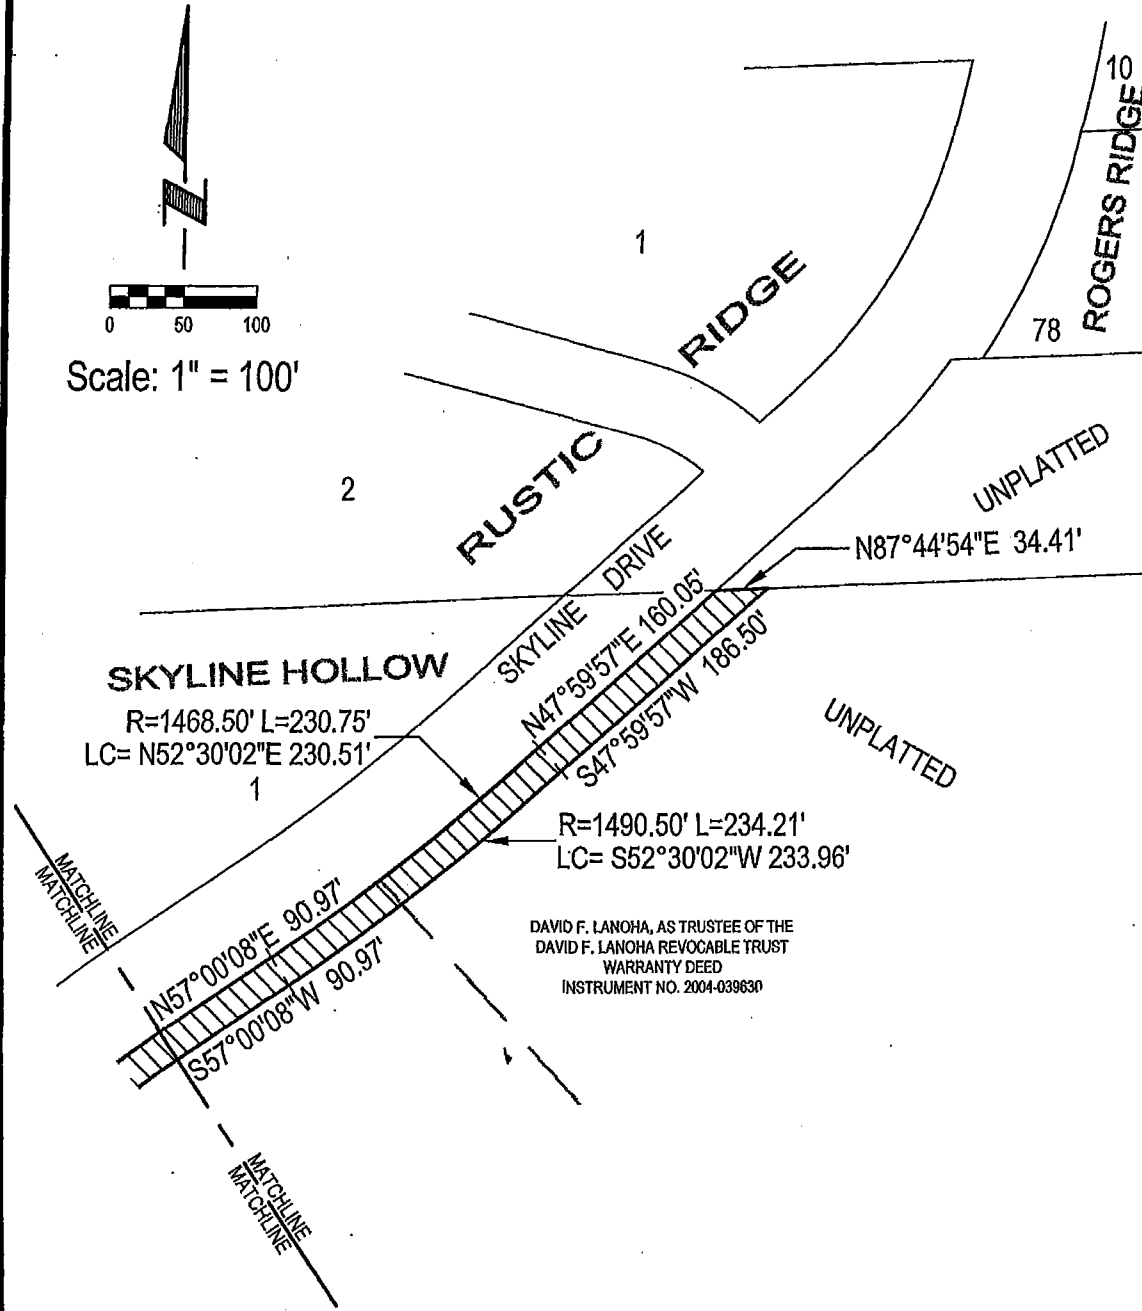 10
ROGERS RIDGE
1
RIDGE
0 50 100
78
Scale: 1" = 100'
RUSTIC
UNPLATTED
2
DRIVE
N87°44'54"E 34.41'
SKYLINE
N47°59'57"E 160.05'
S47°59'57"W 186.50'
SKYLINE HOLLOW
R=1468.50' L=230.75'
LC= N52°30'02"E 230.51'
1
UNPLATTED
R=1490.50' L=234.21'
LC= S52°30'02"W 233.96'
MATCHLINE
MATCHLINE
N57°00'08"E 90.97'
S57°00'08"W 90.97'
DAVID F. LANOHA, AS TRUSTEE OF THE
DAVID F. LANOHA REVOCABLE TRUST
WARRANTY DEED
INSTRUMENT NO. 2004-039630
MATCHLINE
MATCHLINE